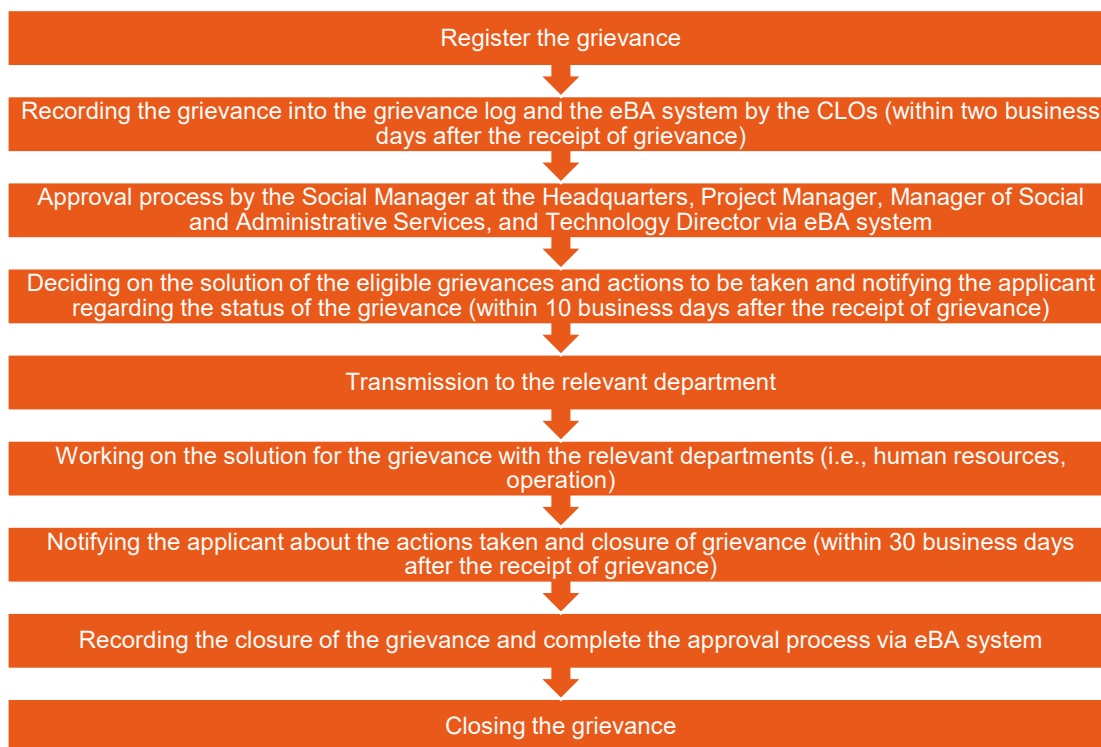 Register the grievance
Recording the grievance into the grievance log and the eBA system by the CLOs (within two business
days after the receipt of grievance)
Approval process by the Social Manager at the Headquarters, Project Manager, Manager of Social
and Administrative Services, and Technology Director via eBA system
Deciding on the solution of the eligible grievances and actions to be taken and notifying the applicant
regarding the status of the grievance (within 10 business days after the receipt of grievance)
Transmission to the relevant department
Working on the solution for the grievance with the relevant departments (i.e., human resources,
operation)
Notifying the applicant about the actions taken and closure of grievance (within 30 business days
after the receipt of grievance)
Recording the closure of the grievance and complete the approval process via eBA system
Closing the grievance